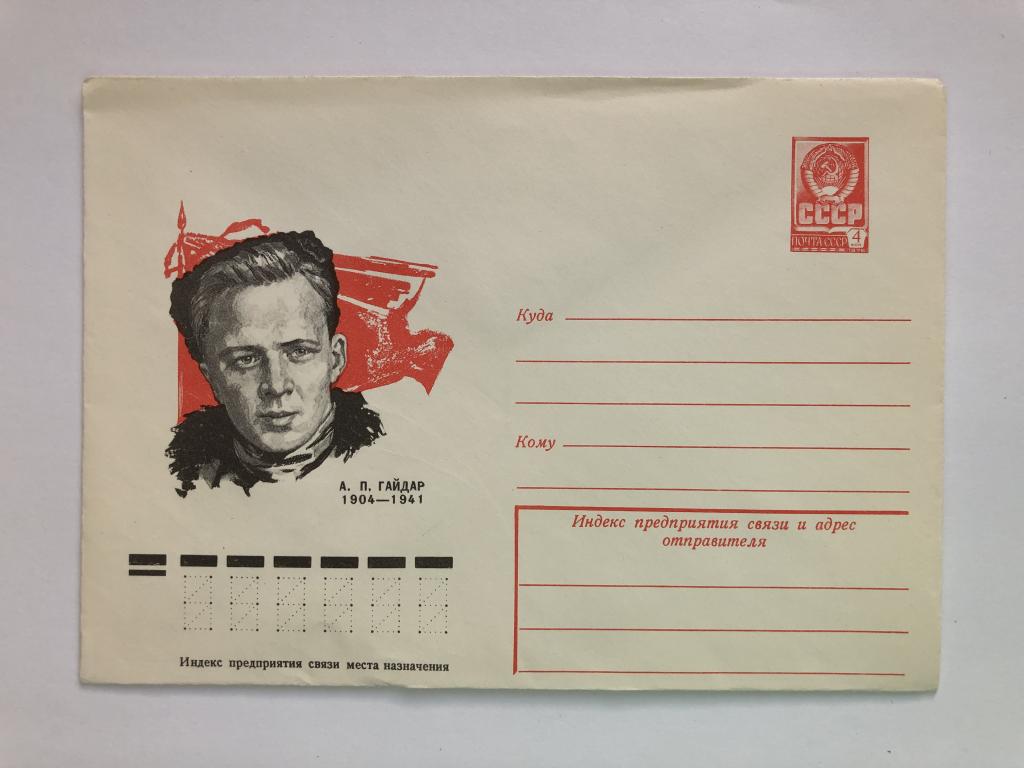 СССР
ПОЧТА СССР 4
Куда
Кому
А. П. ГАЙДАР
1904—1941
Индекс предприятия связи и адрес
отправителя
Индекс предприятия связи места назначения